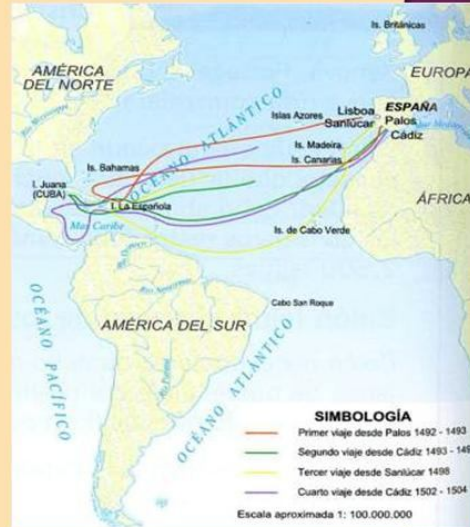 Is. Británicas
AMÉRICA
DEL NORTE
EUROPA
OCÉANO ATLÁNTICO
Islas Azores
Lisboa
ESPAÑA
Sanlúcar
Palos
Cádiz
Is. Madeira
Is. Canarias
Is. Bahamas
I. Juana
(CUBA)
I. La Española
ÁFRICA
Mar Caribe
Is. de Cabo Verde
OCÉANO PACÍFICO
Cabo San Roque
AMÉRICA DEL SUR
OCÉANO ATLÁNTICO
SIMBOLOGÍA
Primer viaje desde Palos 1492 - 1493
Segundo viaje desde Cádiz 1493 - 149
Tercer viaje desde Sanlúcar 1498
Cuarto viaje desde Cádiz 1502 - 1504
Escala aproximada 1: 100.000.000